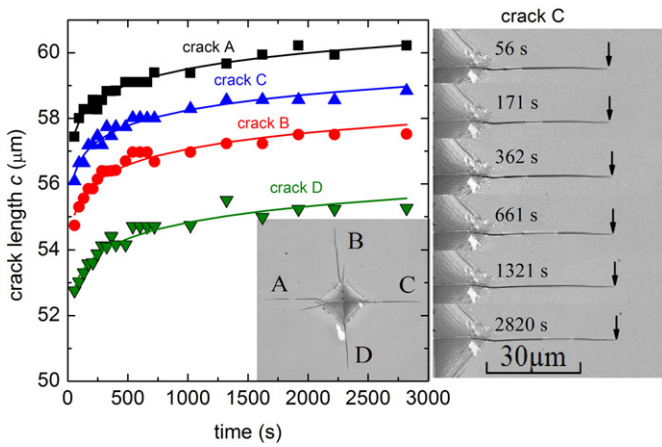 crack C
60
58
56
54
52
50
crack length c (μm)
crack A
crack C
crack B
crack D
A
B
C
D
0
500
1000
1500
2000
2500
3000
time (s)
56 s
171 s
362 s
661 s
1321 s
2820 s
30μm